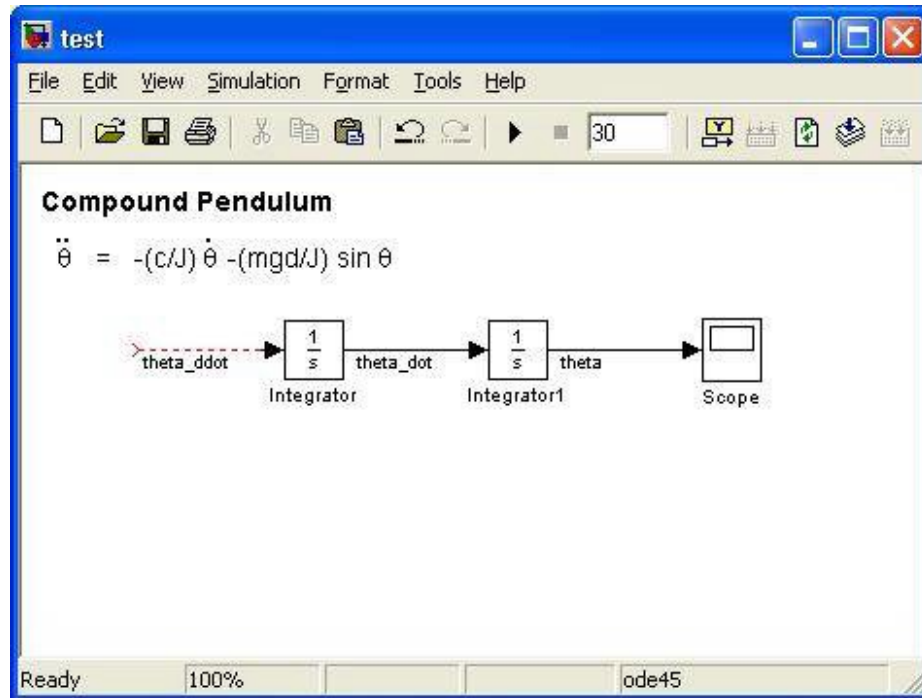 test
File Edit View Simulation Format Tools Help
30
Compound Pendulum
θ̈ = -(c/J) θ̇ -(mgd/J) sin θ
theta_ddot
1
s
theta_dot
1
s
theta
Integrator
Integrator1
Scope
Ready 100% ode45